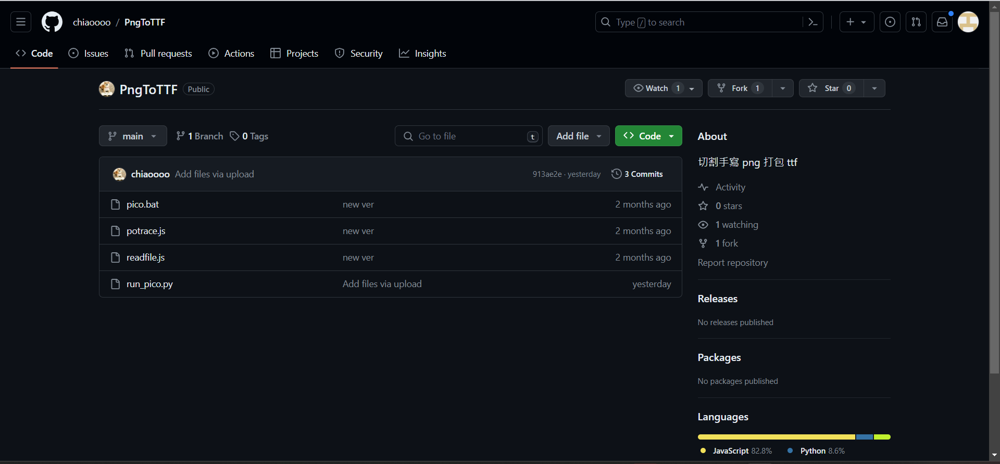 chiaoooo / PngToTTF
Type / to search
Code Issues Pull requests Actions Projects Security Insights
PngToTTF Public
Watch 1 Fork 1 Star 0
main 1 Branch 0 Tags
Go to file t Add file Code
chiaoooo Add files via upload 913ae2e · yesterday 3 Commits
pico.bat new ver 2 months ago
potrace.js new ver 2 months ago
readfile.js new ver 2 months ago
run_pico.py Add files via upload yesterday
About
切割手寫 png 打包 ttf
Activity
0 stars
1 watching
1 fork
Report repository
Releases
No releases published
Packages
No packages published
Languages
JavaScript 82.8% Python 8.6%